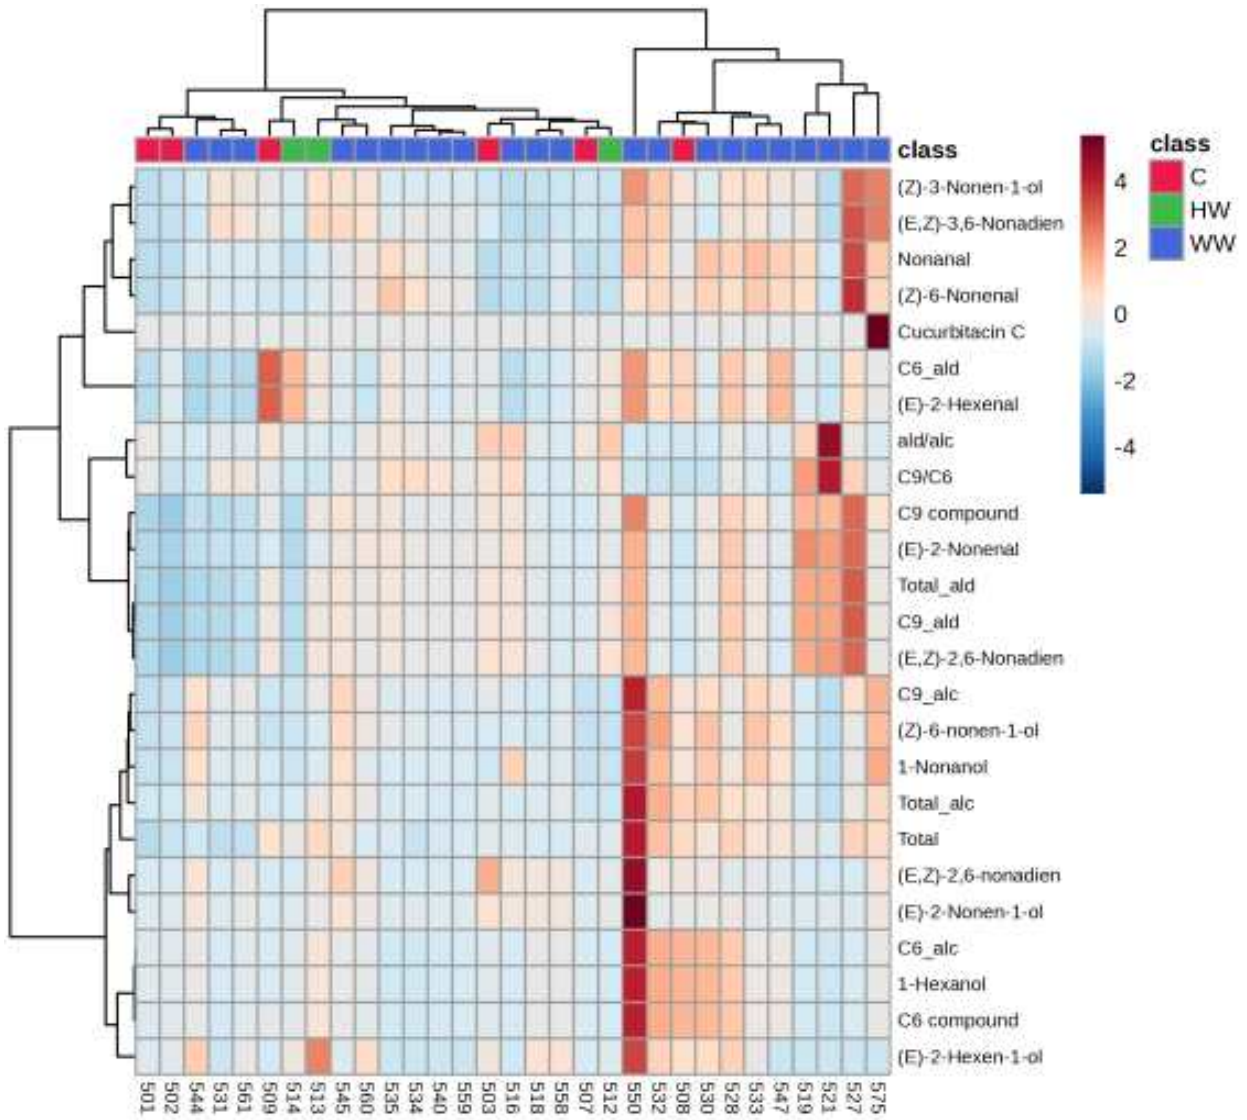 class
(Z)-3-Nonen-1-ol
(E,Z)-3,6-Nonadien
Nonanal
(Z)-6-Nonenal
Cucurbitacin C
C6_ald
(E)-2-Hexenal
ald/alc
C9/C6
C9 compound
(E)-2-Nonenal
Total_ald
C9_ald
(E,Z)-2,6-Nonadien
C9_alc
(Z)-6-nonen-1-ol
1-Nonanol
Total_alc
Total
(E,Z)-2,6-nonadien
(E)-2-Nonen-1-ol
C6_alc
1-Hexanol
C6 compound
(E)-2-Hexen-1-ol
4
2
0
-2
-4
class
C
HW
WW
501
502
544
531
561
509
514
513
545
560
535
534
540
559
503
516
518
558
507
512
550
532
508
530
528
533
547
519
521
527
575